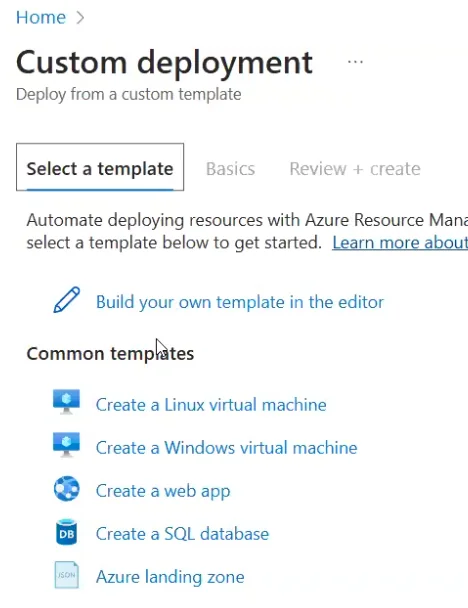 Home >
Custom deployment ...
Deploy from a custom template
Select a template Basics Review + create
Automate deploying resources with Azure Resource Mana
select a template below to get started. Learn more about
Build your own template in the editor
Common templates
Create a Linux virtual machine
Create a Windows virtual machine
Create a web app
DB Create a SQL database
JSON Azure landing zone